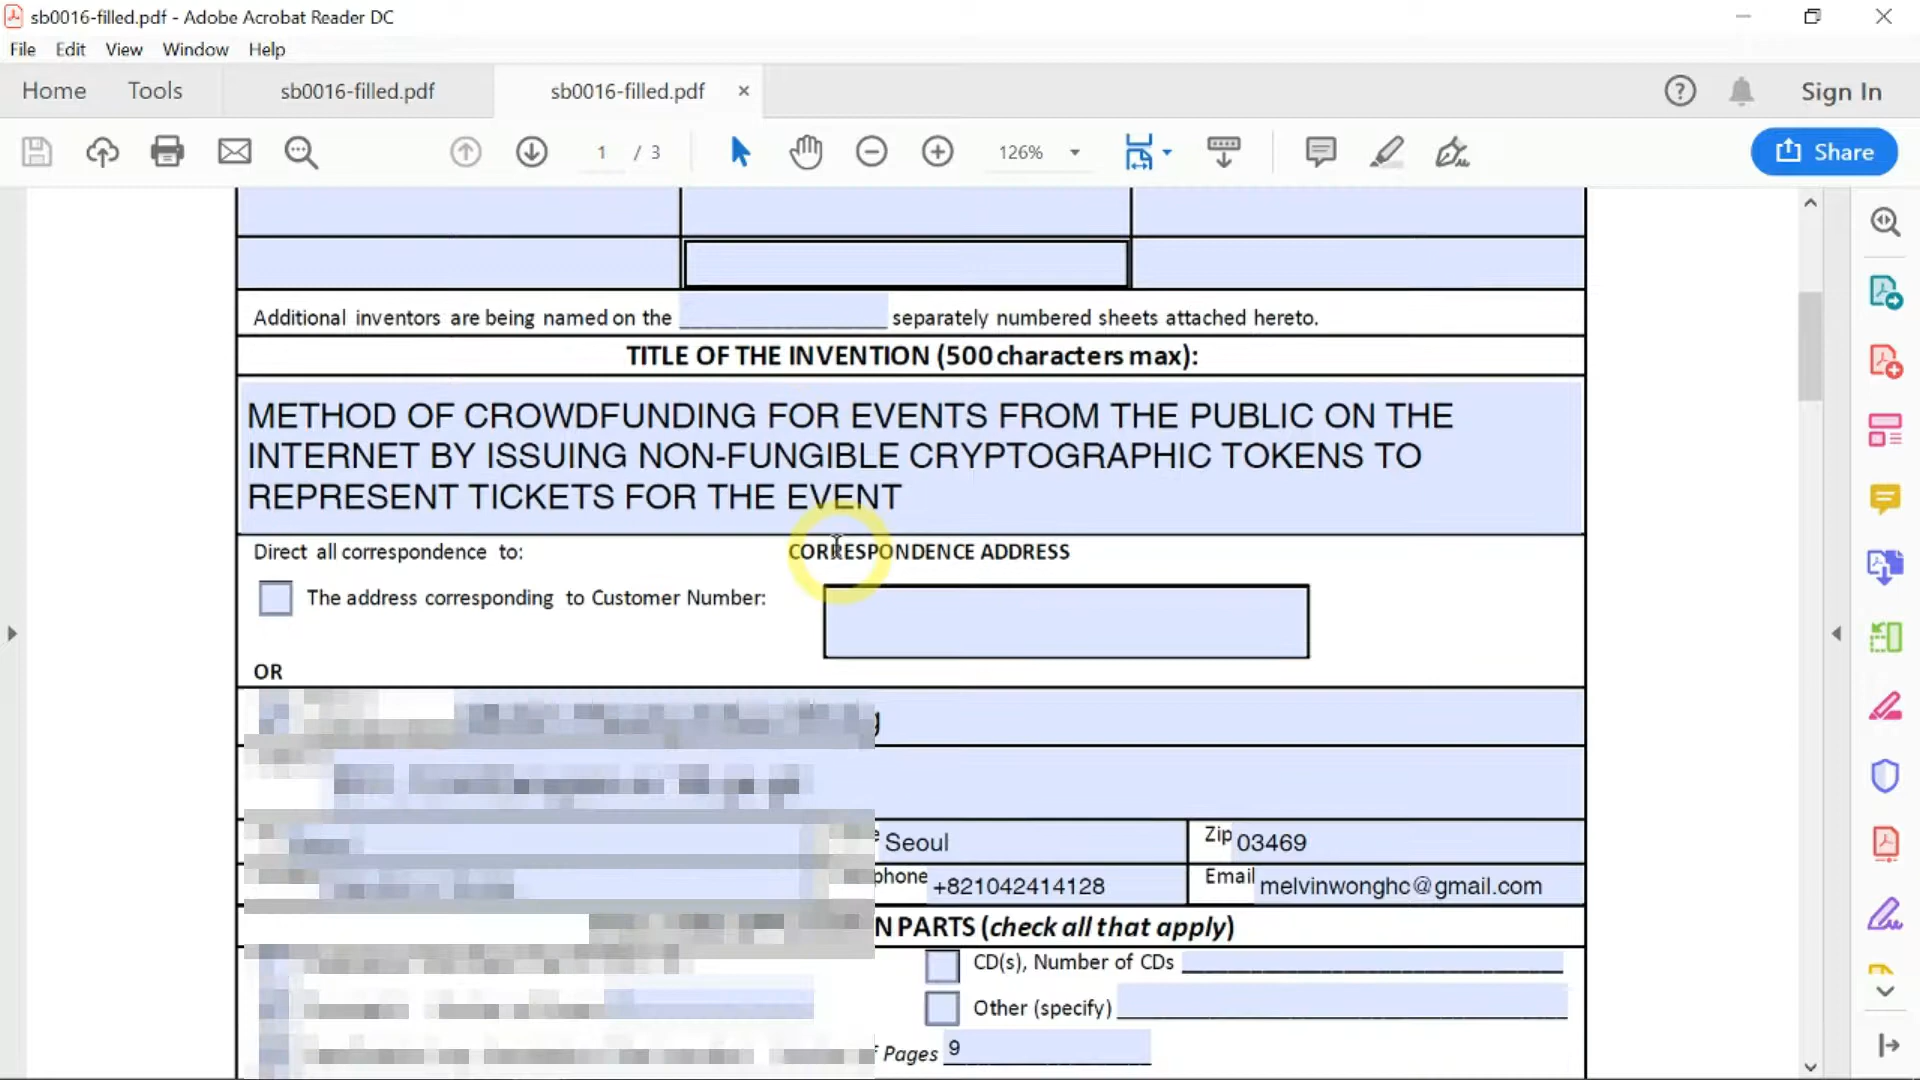 sb0016-filled.pdf - Adobe Acrobat Reader DC
File Edit View Window Help
Home Tools sb0016-filled.pdf sb0016-filled.pdf × Sign In
1 / 3 126% Share
Additional inventors are being named on the separately numbered sheets attached hereto.
TITLE OF THE INVENTION (500 characters max):
METHOD OF CROWDFUNDING FOR EVENTS FROM THE PUBLIC ON THE
INTERNET BY ISSUING NON-FUNGIBLE CRYPTOGRAPHIC TOKENS TO
REPRESENT TICKETS FOR THE EVENT
Direct all correspondence to: CORRESPONDENCE ADDRESS
The address corresponding to Customer Number:
OR
Seoul Zip 03469
phone +821042414128 Email melvinwonghc@gmail.com
N PARTS (check all that apply)
CD(s), Number of CDs
Other (specify)
f Pages 9